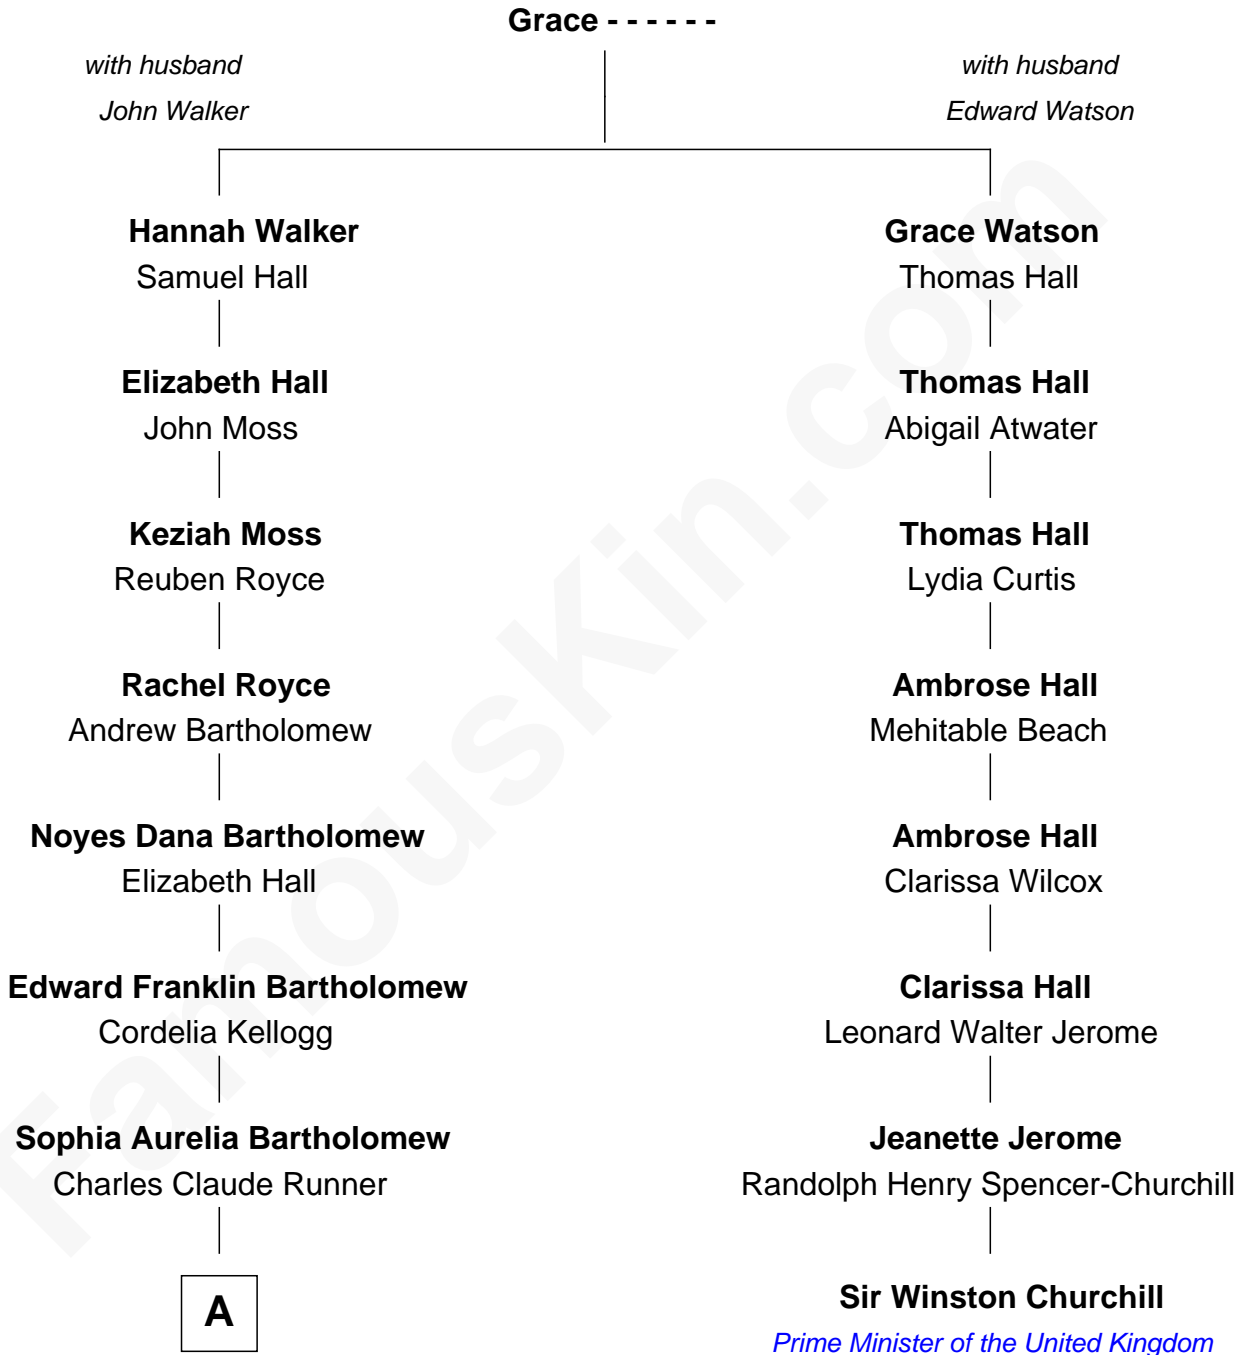 Grace - - - - - -
with husband
John Walker
with husband
Edward Watson
Hannah Walker
Samuel Hall
Grace Watson
Thomas Hall
Elizabeth Hall
John Moss
Thomas Hall
Abigail Atwater
Keziah Moss
Reuben Royce
Thomas Hall
Lydia Curtis
Rachel Royce
Andrew Bartholomew
Ambrose Hall
Mehitable Beach
Noyes Dana Bartholomew
Elizabeth Hall
Ambrose Hall
Clarissa Wilcox
Edward Franklin Bartholomew
Cordelia Kellogg
Clarissa Hall
Leonard Walter Jerome
Sophia Aurelia Bartholomew
Charles Claude Runner
Jeanette Jerome
Randolph Henry Spencer-Churchill
A
Sir Winston Churchill
Prime Minister of the United Kingdom
FamousKin.com